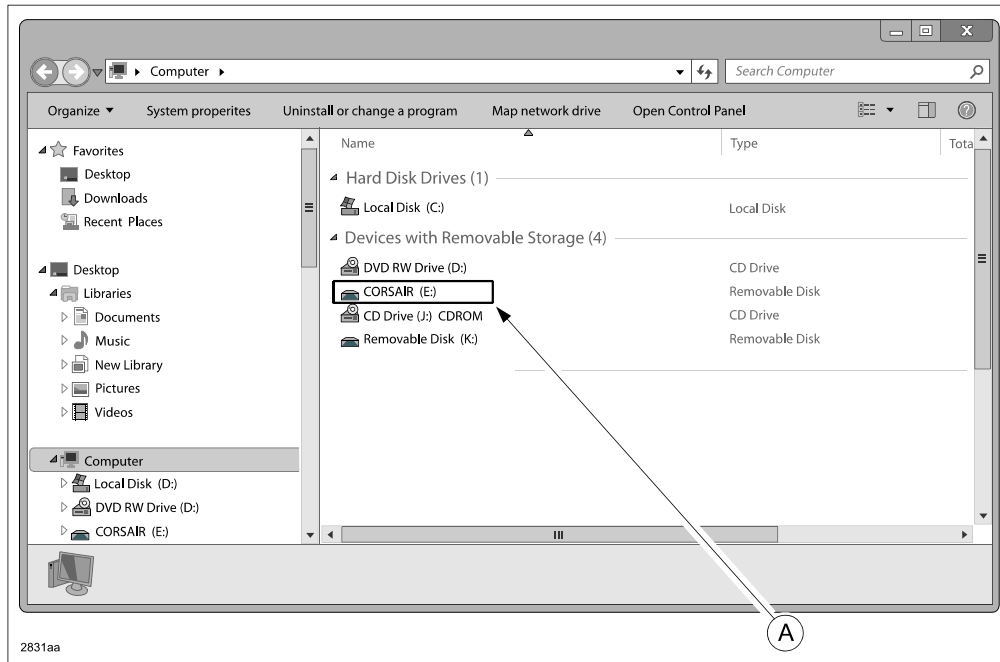 Computer
Search Computer
Organize System properites Uninstall or change a program Map network drive Open Control Panel
Favorites
Desktop
Downloads
Recent Places
Desktop
Libraries
Documents
Music
New Library
Pictures
Videos
Computer
Local Disk (D:)
DVD RW Drive (D:)
CORSAIR (E:)
Name Type Tota
Hard Disk Drives (1)
Local Disk (C:) Local Disk
Devices with Removable Storage (4)
DVD RW Drive (D:) CD Drive
CORSAIR (E:) Removable Disk
CD Drive (J:) CDROM CD Drive
Removable Disk (K:) Removable Disk
A
2831aa